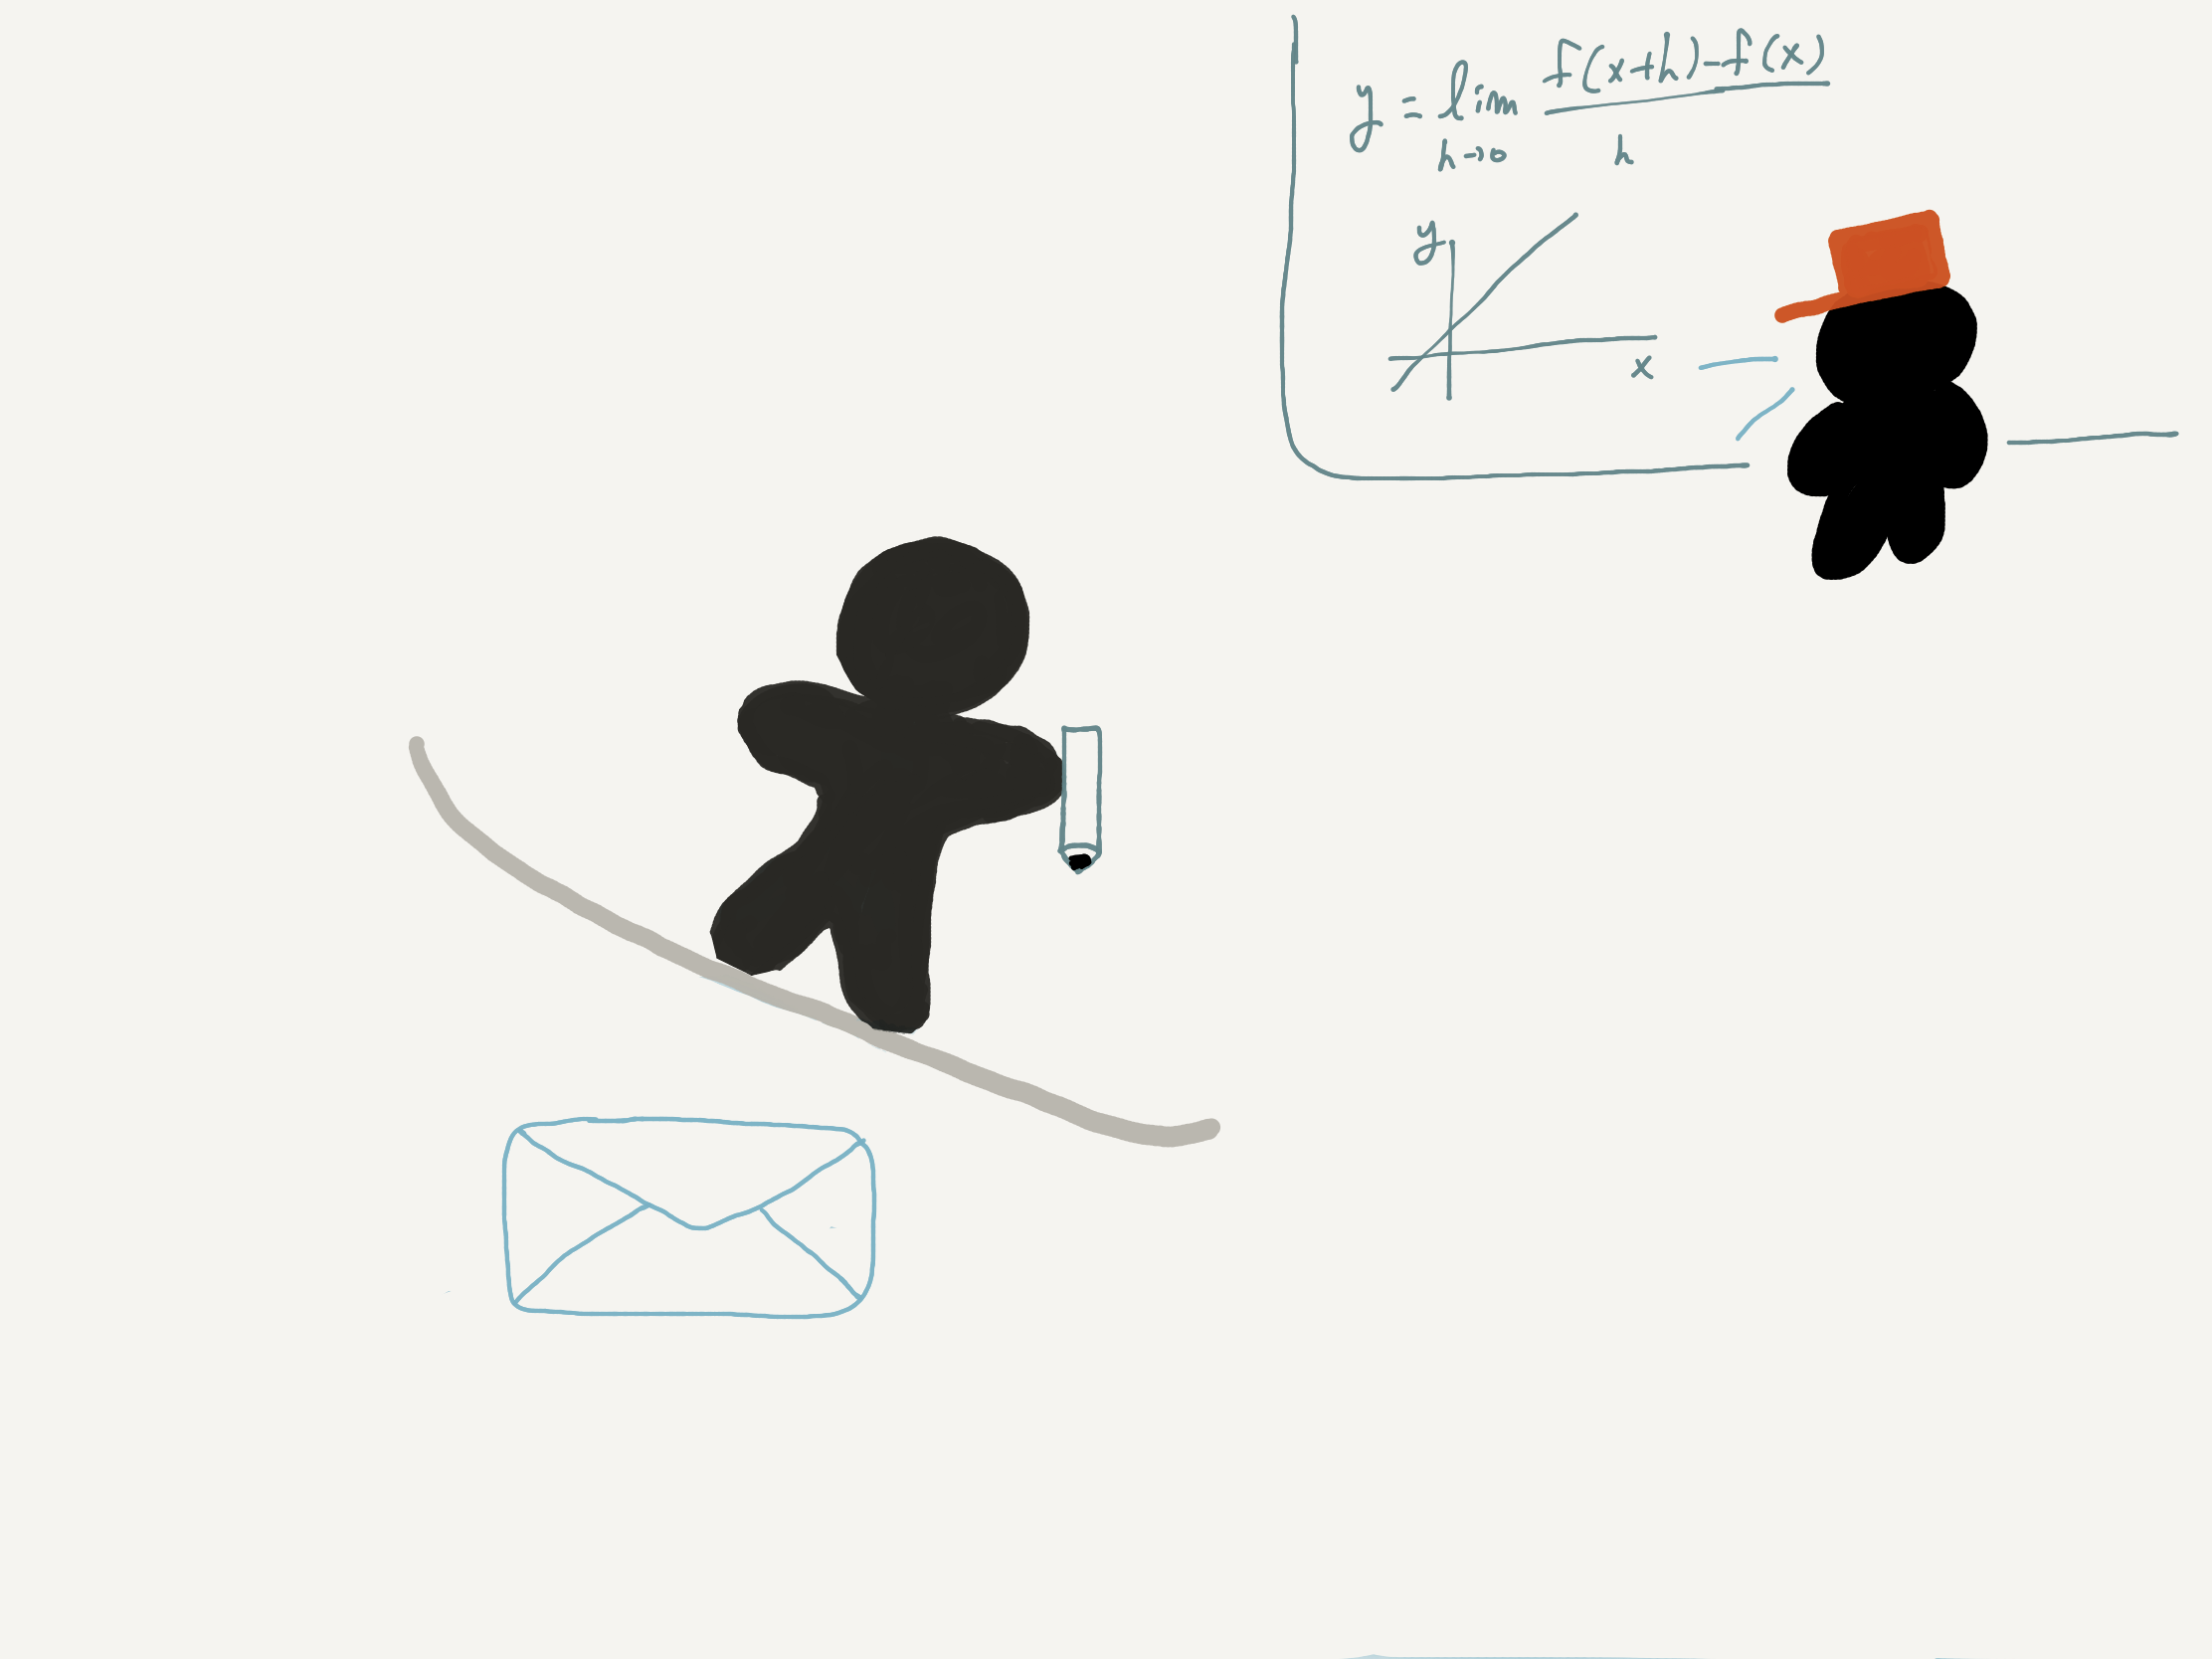 y = lim f(x+h)-f(x)
h→0 h
y
x